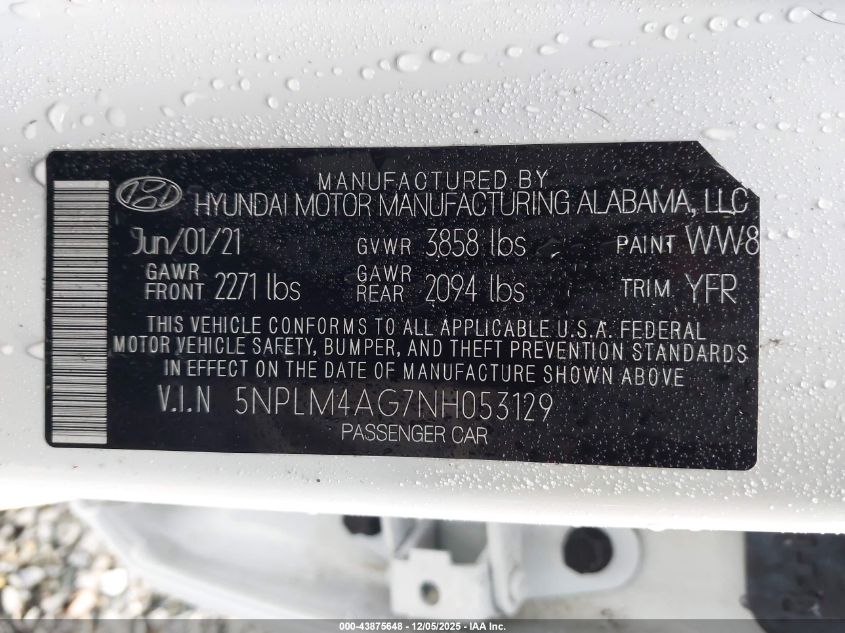 MANUFACTURED BY
HYUNDAI MOTOR MANUFACTURING ALABAMA, LLC
Jun/01/21 GVWR 3858 lbs PAINT WW8
GAWR FRONT 2271 lbs GAWR REAR 2094 lbs TRIM YFR
THIS VEHICLE CONFORMS TO ALL APPLICABLE U.S.A. FEDERAL
MOTOR VEHICLE SAFETY, BUMPER, AND THEFT PREVENTION STANDARDS
IN EFFECT ON THE DATE OF MANUFACTURE SHOWN ABOVE.
V.I.N 5NPLM4AG7NH053129
PASSENGER CAR
000-43875648 - 12/05/2025 - IAA Inc.